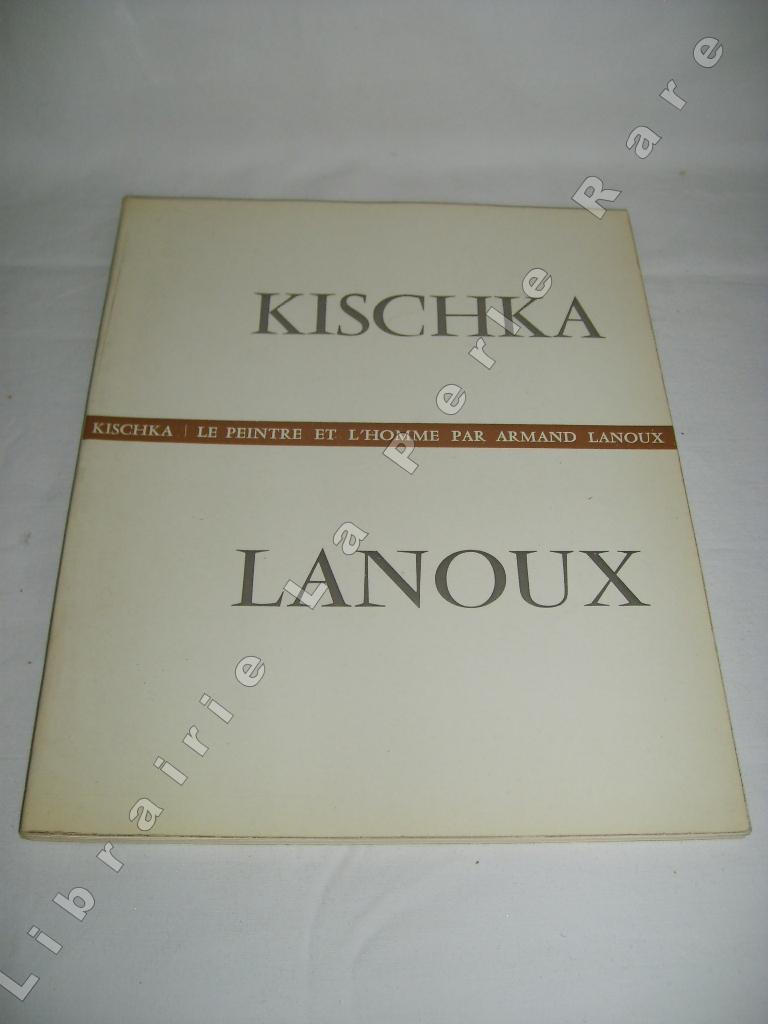 KISCHKA
KISCHKA | LE PEINTRE ET L'HOMME PAR ARMAND LANOUX
LANOUX
Librairie La Perle Rare